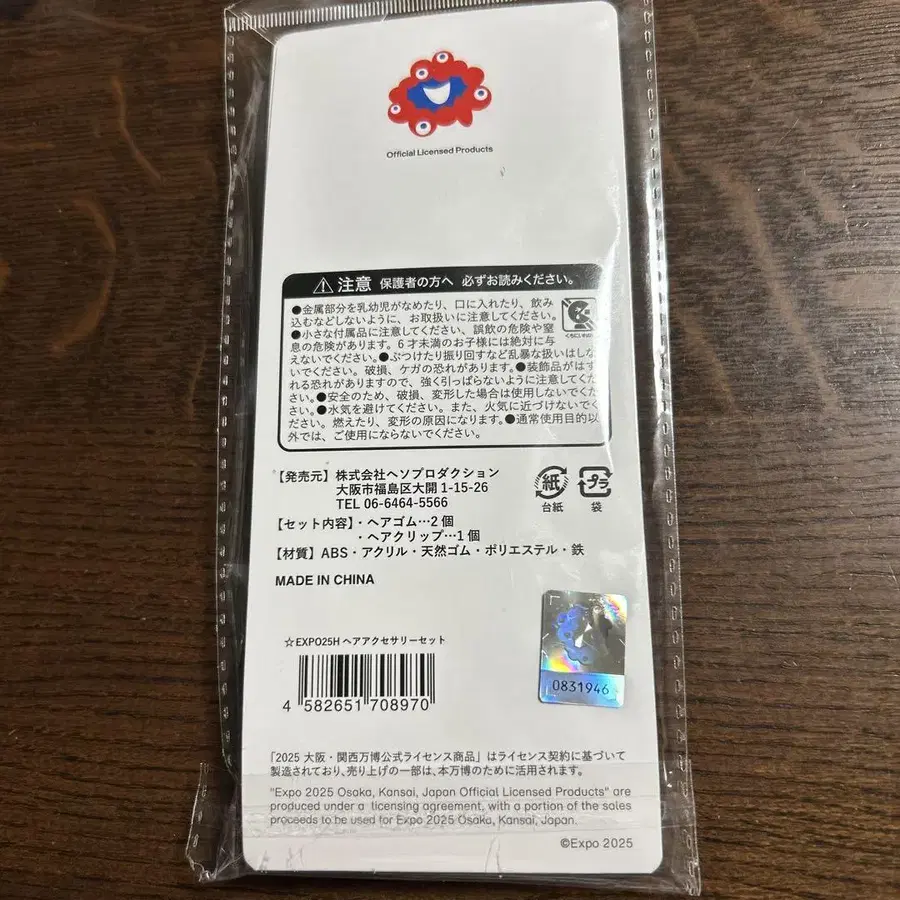 Official Licensed Products
注意 保護者の方へ 必ずお読みください。
●金属部分を乳幼児がなめたり、口に入れたり、飲み
込むなどしないように、お取扱いに注意してください。
●小さな付属品に注意してください、誤飲の危険や窒
息の危険があります。6才未満のお子様には絶対に与
えないでください。●ぶつけたり振り回すなど乱暴な扱いはしな
いでください。破損、ケガの恐れがあります。●装飾品がはず
れる恐れがありますので、強く引っぱらないように注意してくだ
さい。●安全のため、破損、変形した場合は使用しないでくだ
さい。●水気を避けてください。また、火気に近づけないでく
ださい。燃えたり、変形の原因になります。●通常使用目的以
外では、ご使用にならないでください。
【発売元】株式会社ヘソプロダクション
大阪市福島区大開 1-15-26
TEL 06-6464-5566
紙 プラ
台紙 袋
【セット内容】・ヘアゴム…2個
・ヘアクリップ…1個
【材質】ABS・アクリル・天然ゴム・ポリエステル・鉄
MADE IN CHINA
☆EXPO25H ヘアアクセサリーセット
4 582651 708970
0831946
「2025 大阪・関西万博公式ライセンス商品」はライセンス契約に基づいて
製造されており、売り上げの一部は、本万博のために活用されます。
"Expo 2025 Osaka, Kansai, Japan Official Licensed Products" are
produced under a licensing agreement, with a portion of the sales
proceeds to be used for Expo 2025 Osaka, Kansai, Japan.
©Expo 2025